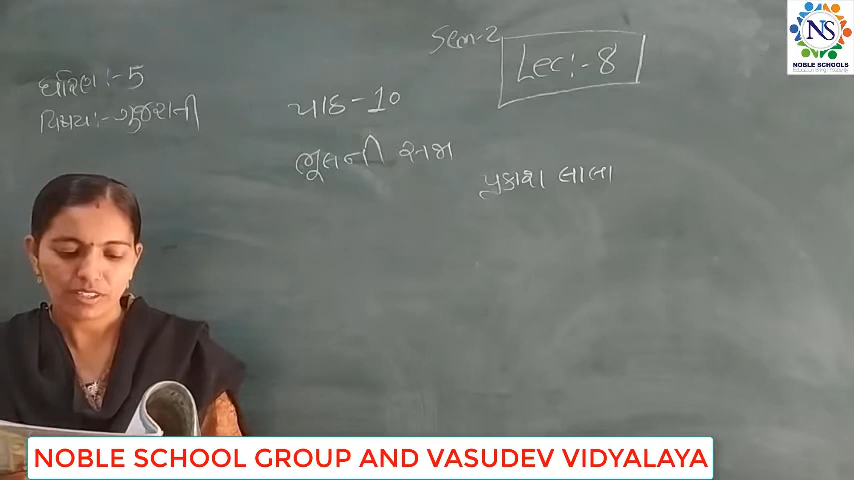 Sem-2
Lec:-8
ધોરણ :- 5
વિષય:- ગુજરાતી
પાઠ-10
ભૂલની સજા
પ્રકાશ લાલા
NS
NOBLE SCHOOLS
NOBLE SCHOOL GROUP AND VASUDEV VIDYALAYA